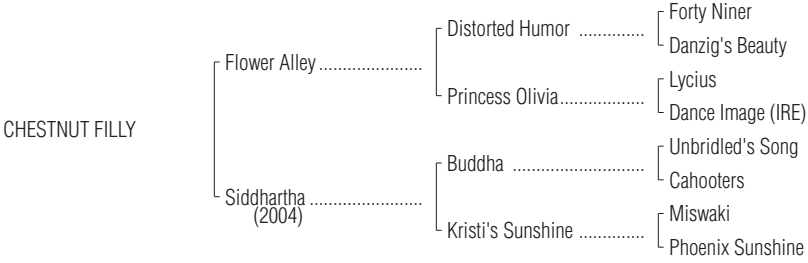 Forty Niner
Distorted Humor ..............
Danzig's Beauty
Flower Alley ......................
Lycius
Princess Olivia..................
Dance Image (IRE)
CHESTNUT FILLY
Unbridled's Song
Buddha ............................
Cahooters
Siddhartha ........................
(2004)
Miswaki
Kristi's Sunshine ..............
Phoenix Sunshine